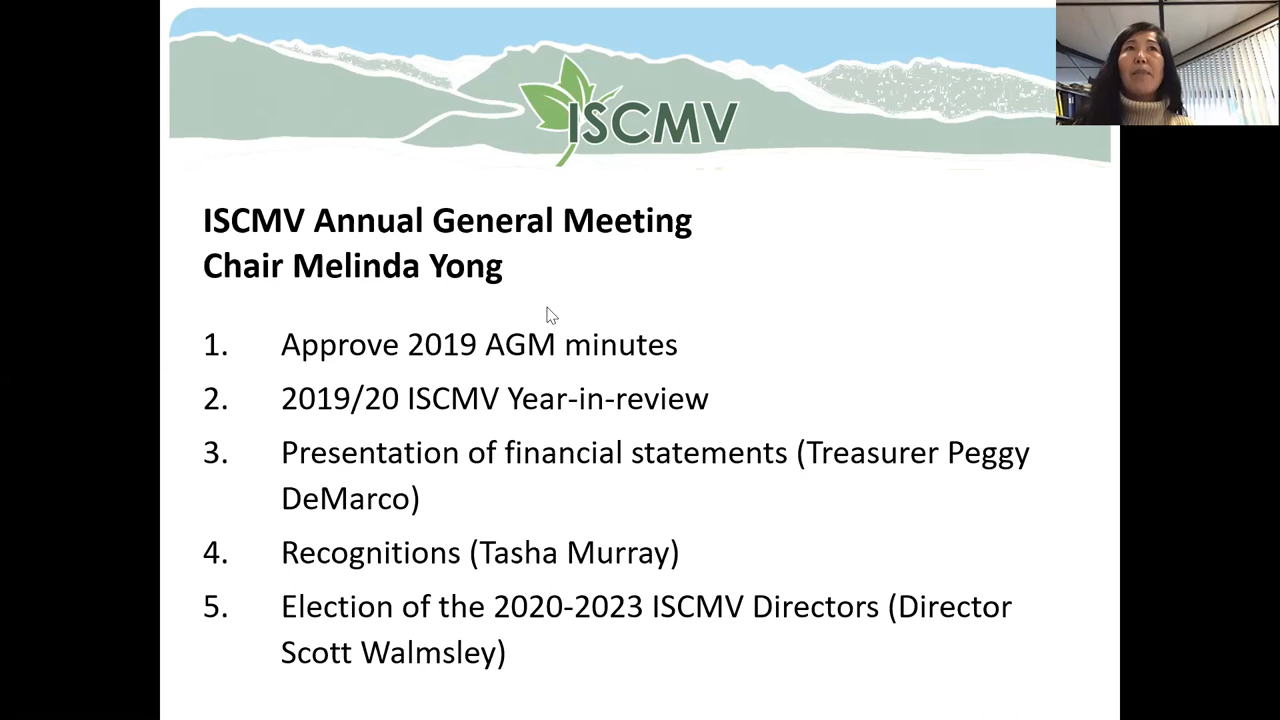 ISCMV
ISCMV Annual General Meeting
Chair Melinda Yong
1. Approve 2019 AGM minutes
2. 2019/20 ISCMV Year-in-review
3. Presentation of financial statements (Treasurer Peggy
DeMarco)
4. Recognitions (Tasha Murray)
5. Election of the 2020-2023 ISCMV Directors (Director
Scott Walmsley)